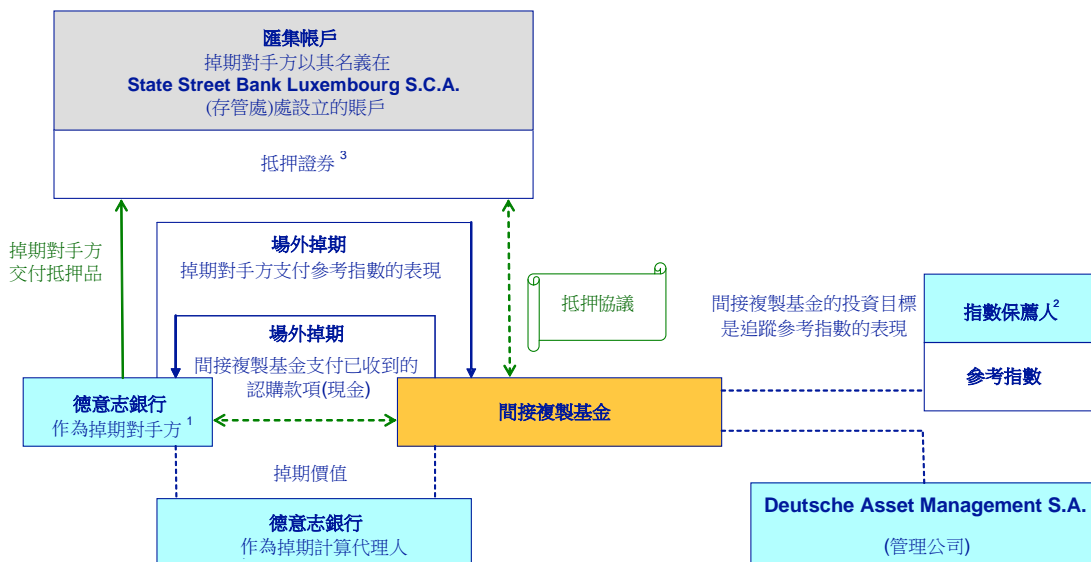 匯集帳戶
掉期對手方以其名義在
State Street Bank Luxembourg S.C.A.
(存管處)處設立的賬戶
抵押證券 3
掉期對手方
交付抵押品
場外掉期
掉期對手方支付參考指數的表現
抵押協議
間接複製基金的投資目標
是追蹤參考指數的表現
指數保薦人2
參考指數
場外掉期
間接複製基金支付已收到的
認購款項(現金)
德意志銀行
作為掉期對手方 1
間接複製基金
掉期價值
德意志銀行
作為掉期計算代理人
Deutsche Asset Management S.A.
(管理公司)